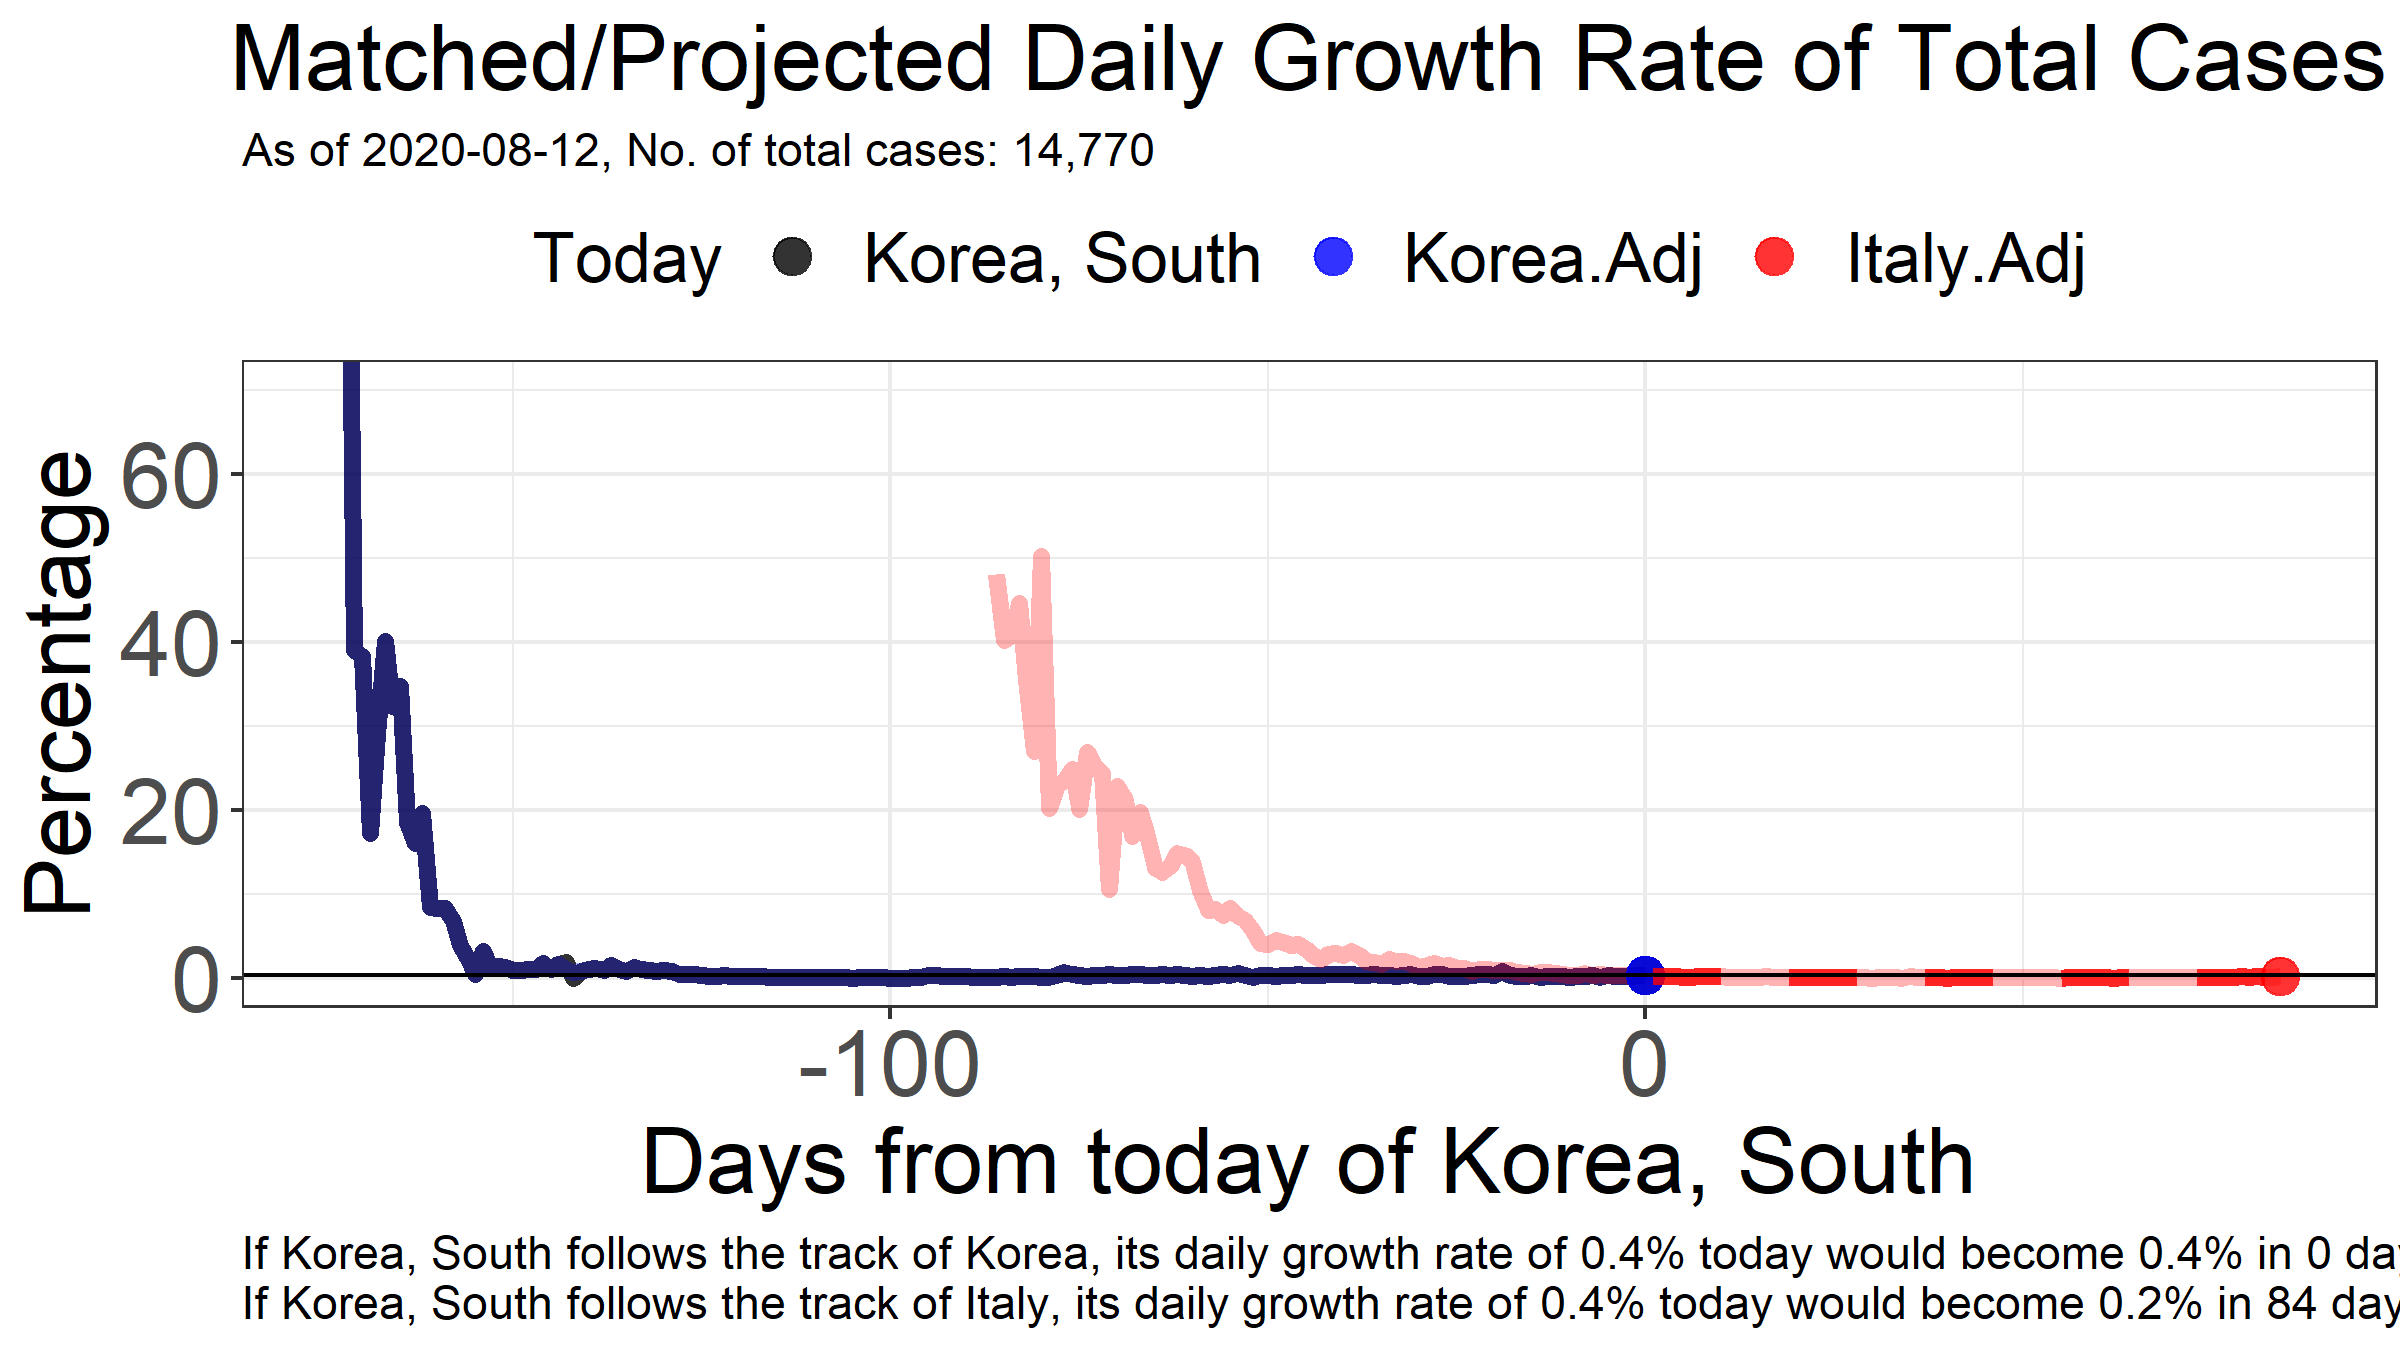 Matched/Projected Daily Growth Rate of Total Cases
As of 2020-08-12, No. of total cases: 14,770
Today Korea, South Korea.Adj Italy.Adj
Percentage
60
40
20
0
-100 0
Days from today of Korea, South
If Korea, South follows the track of Korea, its daily growth rate of 0.4% today would become 0.4% in 0 day
If Korea, South follows the track of Italy, its daily growth rate of 0.4% today would become 0.2% in 84 day